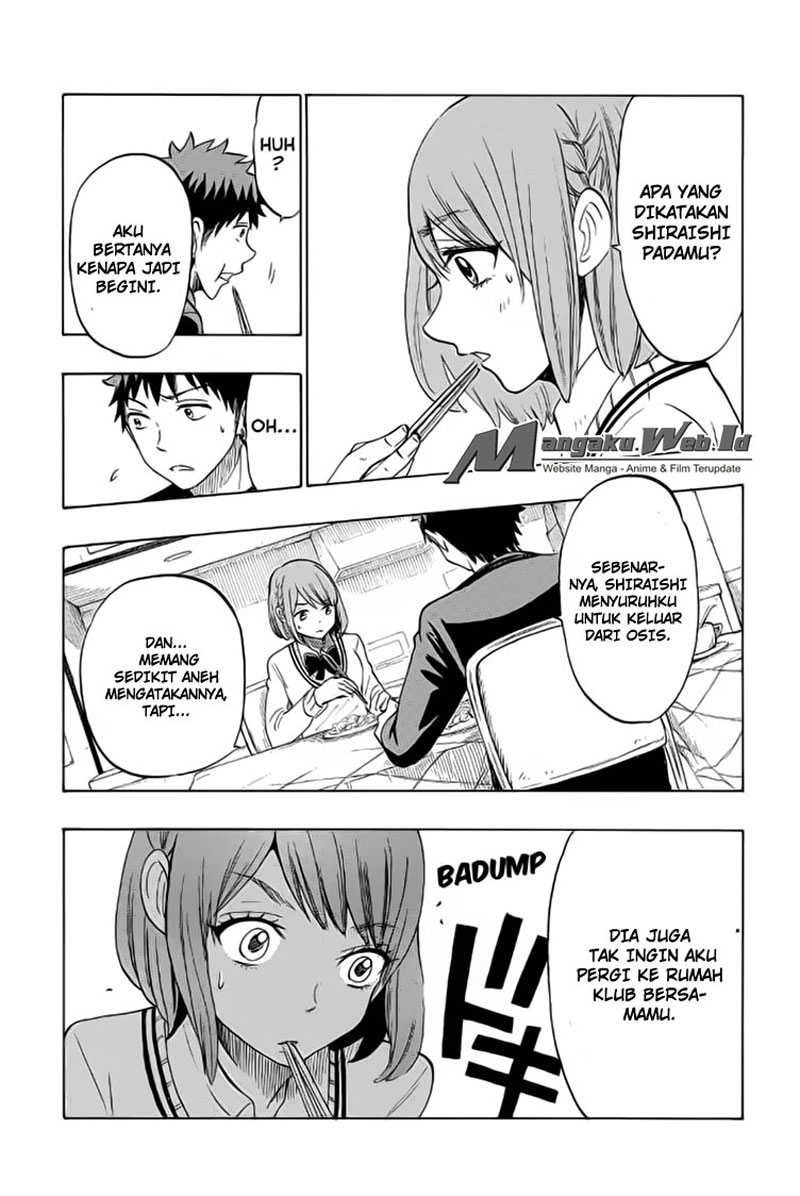 APA YANG
DIKATAKAN
SHIRAISHI
PADAMU?
HUH
?
AKU
BERTANYA
KENAPA JADI
BEGINI.
OH...
Mangaku.Web.Id
Website Manga - Anime & Film Terupdate
SEBENAR-
NYA, SHIRAISHI
MENYURUHKU
UNTUK KELUAR
DARI OSIS.
DAN...
MEMANG
SEDIKIT ANEH
MENGATAKANNYA,
TAPI...
BADUMP
ドキッ
DIA JUGA
TAK INGIN AKU
PERGI KE RUMAH
KLUB BERSA-
MAMU.